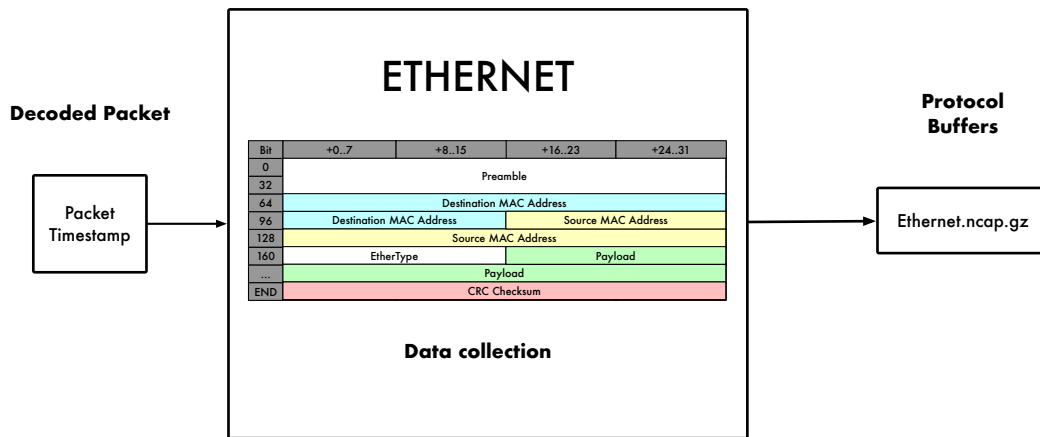 ETHERNET
Decoded Packet
Protocol
Buffers
Bit +0..7 +8..15 +16..23 +24..31
0
Preamble
32
64 Destination MAC Address
96 Destination MAC Address Source MAC Address
128 Source MAC Address
160 EtherType Payload
... Payload
END CRC Checksum
Packet
Timestamp
Ethernet.ncap.gz
Data collection